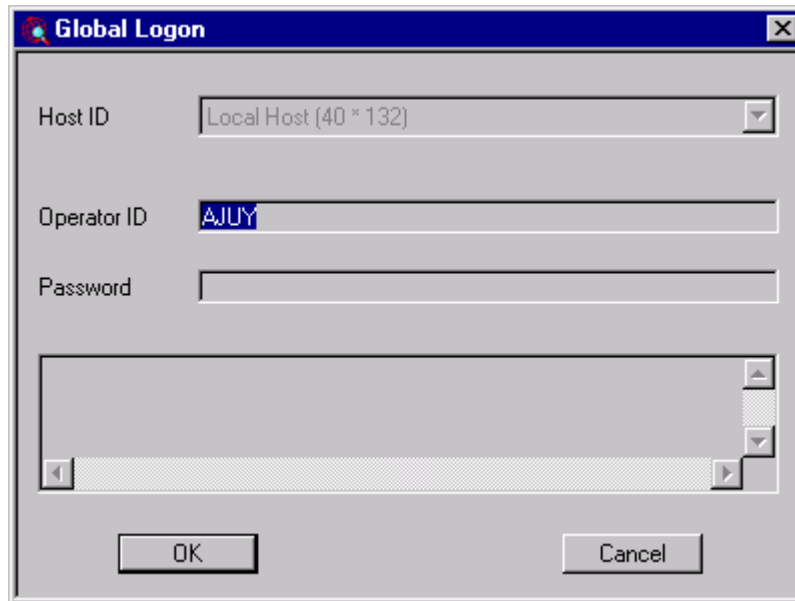 Global Logon
Host ID
Local Host (40 * 132)
Operator ID
AJUY
Password
OK
Cancel